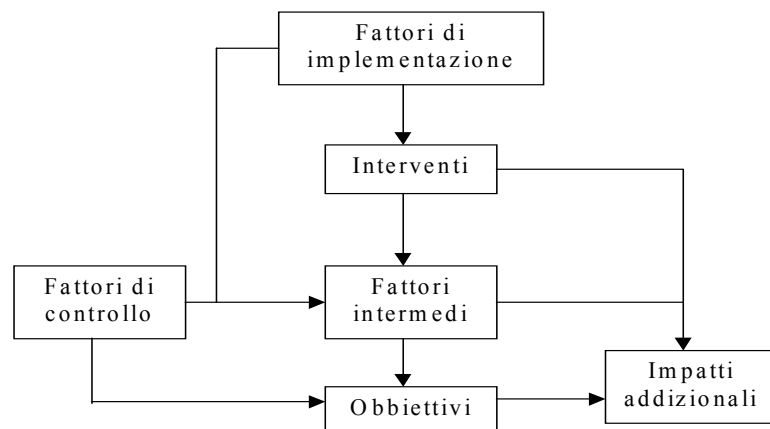 Fattori di
implementazione
Interventi
Fattori di
controllo
Fattori
intermedi
Impatti
addizionali
Obbiettivi